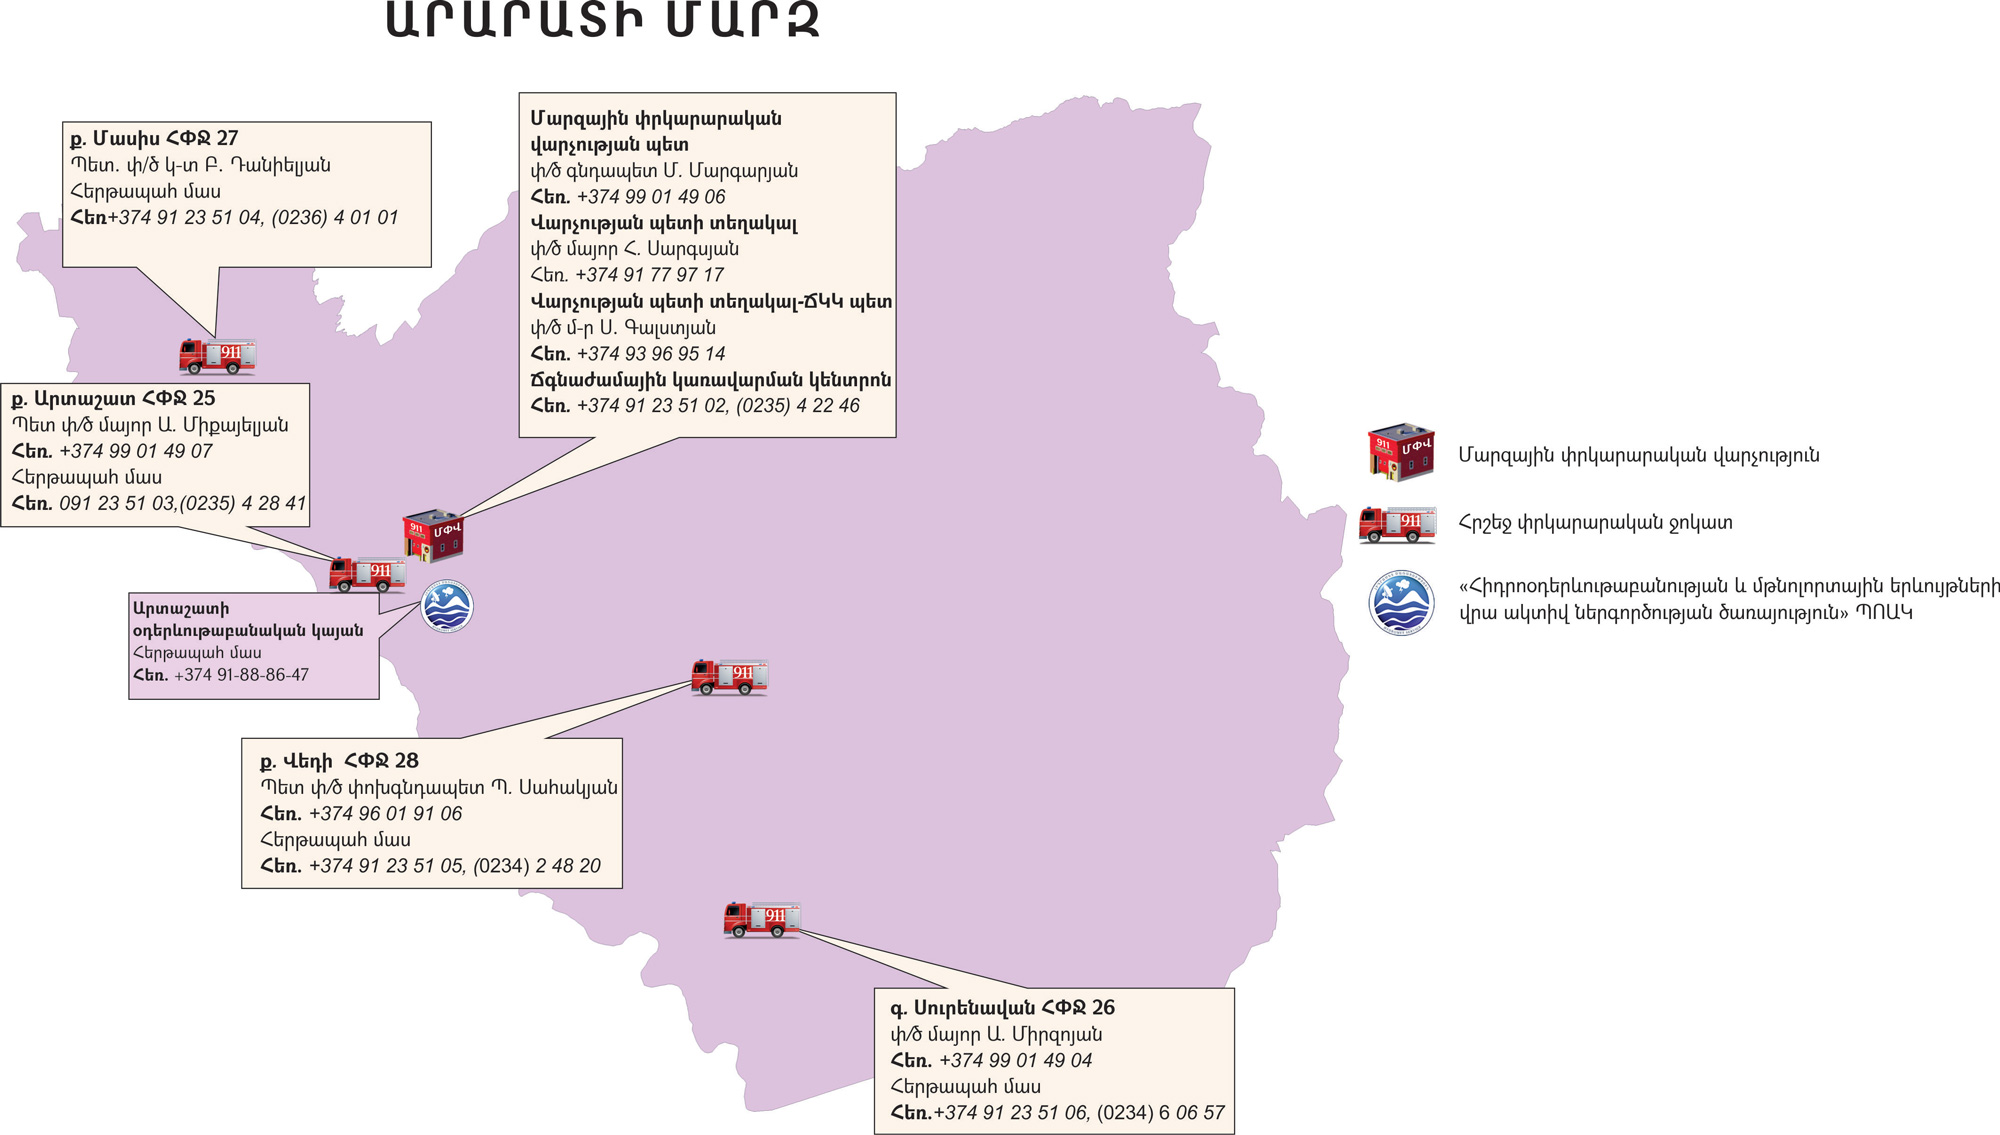 ԱՐԱՐԱՏԻ ՄԱՐԶ
ք. Մասիս ՀՓՋ 27
Պետ. փ/ծ կ-տ Բ. Դանիելյան
Հերթապահ մաս
Հեռ+374 91 23 51 04, (0236) 4 01 01
Մարզային փրկարարական
վարչության պետ
փ/ծ գնդապետ Մ. Մարգարյան
Հեռ. +374 99 01 49 06
Վարչության պետի տեղակալ
փ/ծ մայոր Հ. Սարգսյան
Հեռ. +374 91 77 97 17
Վարչության պետի տեղակալ-ՃԿԿ պետ
փ/ծ մ-ր Ս. Գալստյան
Հեռ. +374 93 96 95 14
Ճգնաժամային կառավարման կենտրոն
Հեռ. +374 91 23 51 02, (0235) 4 22 46
911
ք. Արտաշատ ՀՓՋ 25
Պետ փ/ծ մայոր Ա. Միքայելյան
Հեռ. +374 99 01 49 07
Հերթապահ մաս
Հեռ. 091 23 51 03,(0235) 4 28 41
911
ՄՓՎ
911
Արտաշատի
օդերևութաբանական կայան
Հերթապահ մաս
Հեռ. +374 91-88-86-47
911
ք. Վեդի ՀՓՋ 28
Պետ փ/ծ փոխգնդապետ Պ. Սահակյան
Հեռ. +374 96 01 91 06
Հերթապահ մաս
Հեռ. +374 91 23 51 05, (0234) 2 48 20
911
գ. Սուրենավան ՀՓՋ 26
փ/ծ մայոր Ա. Միրզոյան
Հեռ. +374 99 01 49 04
Հերթապահ մաս
Հեռ.+374 91 23 51 06, (0234) 6 06 57
911
ՄՓՎ
Մարզային փրկարարական վարչություն
911
Հրշեջ փրկարարական ջոկատ
«Հիդրոօդերևութաբանության և մթնոլորտային երևույթների
վրա ակտիվ ներգործության ծառայություն» ՊՈԱԿ